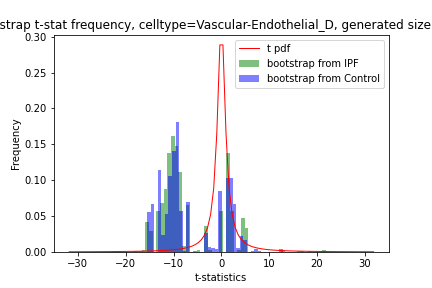 strap t-stat frequency, celltype=Vascular-Endothelial_D, generated size
t pdf
bootstrap from IPF
bootstrap from Control
Frequency
0.30
0.25
0.20
0.15
0.10
0.05
0.00
−30
−20
−10
0
10
20
30
t-statistics